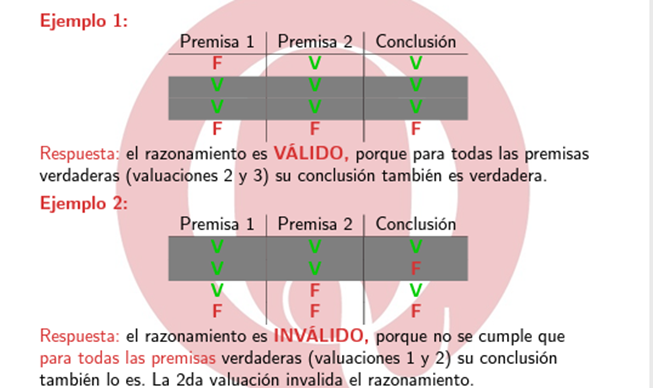 Ejemplo 1:
Premisa 1 Premisa 2 Conclusión
F V V
V V V
V V V
F F F
Respuesta: el razonamiento es VÁLIDO, porque para todas las premisas
verdaderas (valuaciones 2 y 3) su conclusión también es verdadera.
Ejemplo 2:
Premisa 1 Premisa 2 Conclusión
V V V
V V F
V F V
F F F
Respuesta: el razonamiento es INVÁLIDO, porque no se cumple que
para todas las premisas verdaderas (valuaciones 1 y 2) su conclusión
también lo es. La 2da valuación invalida el razonamiento.